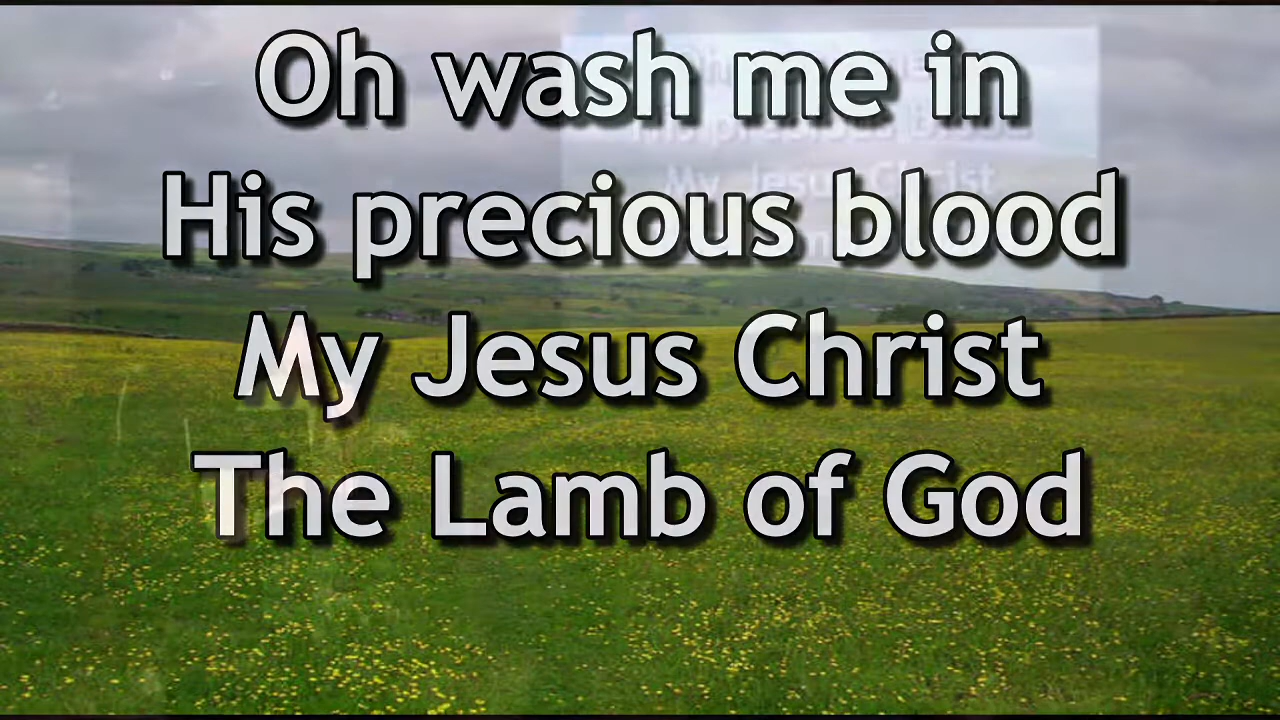 Oh wash me in
His precious blood
My Jesus Christ
The Lamb of God